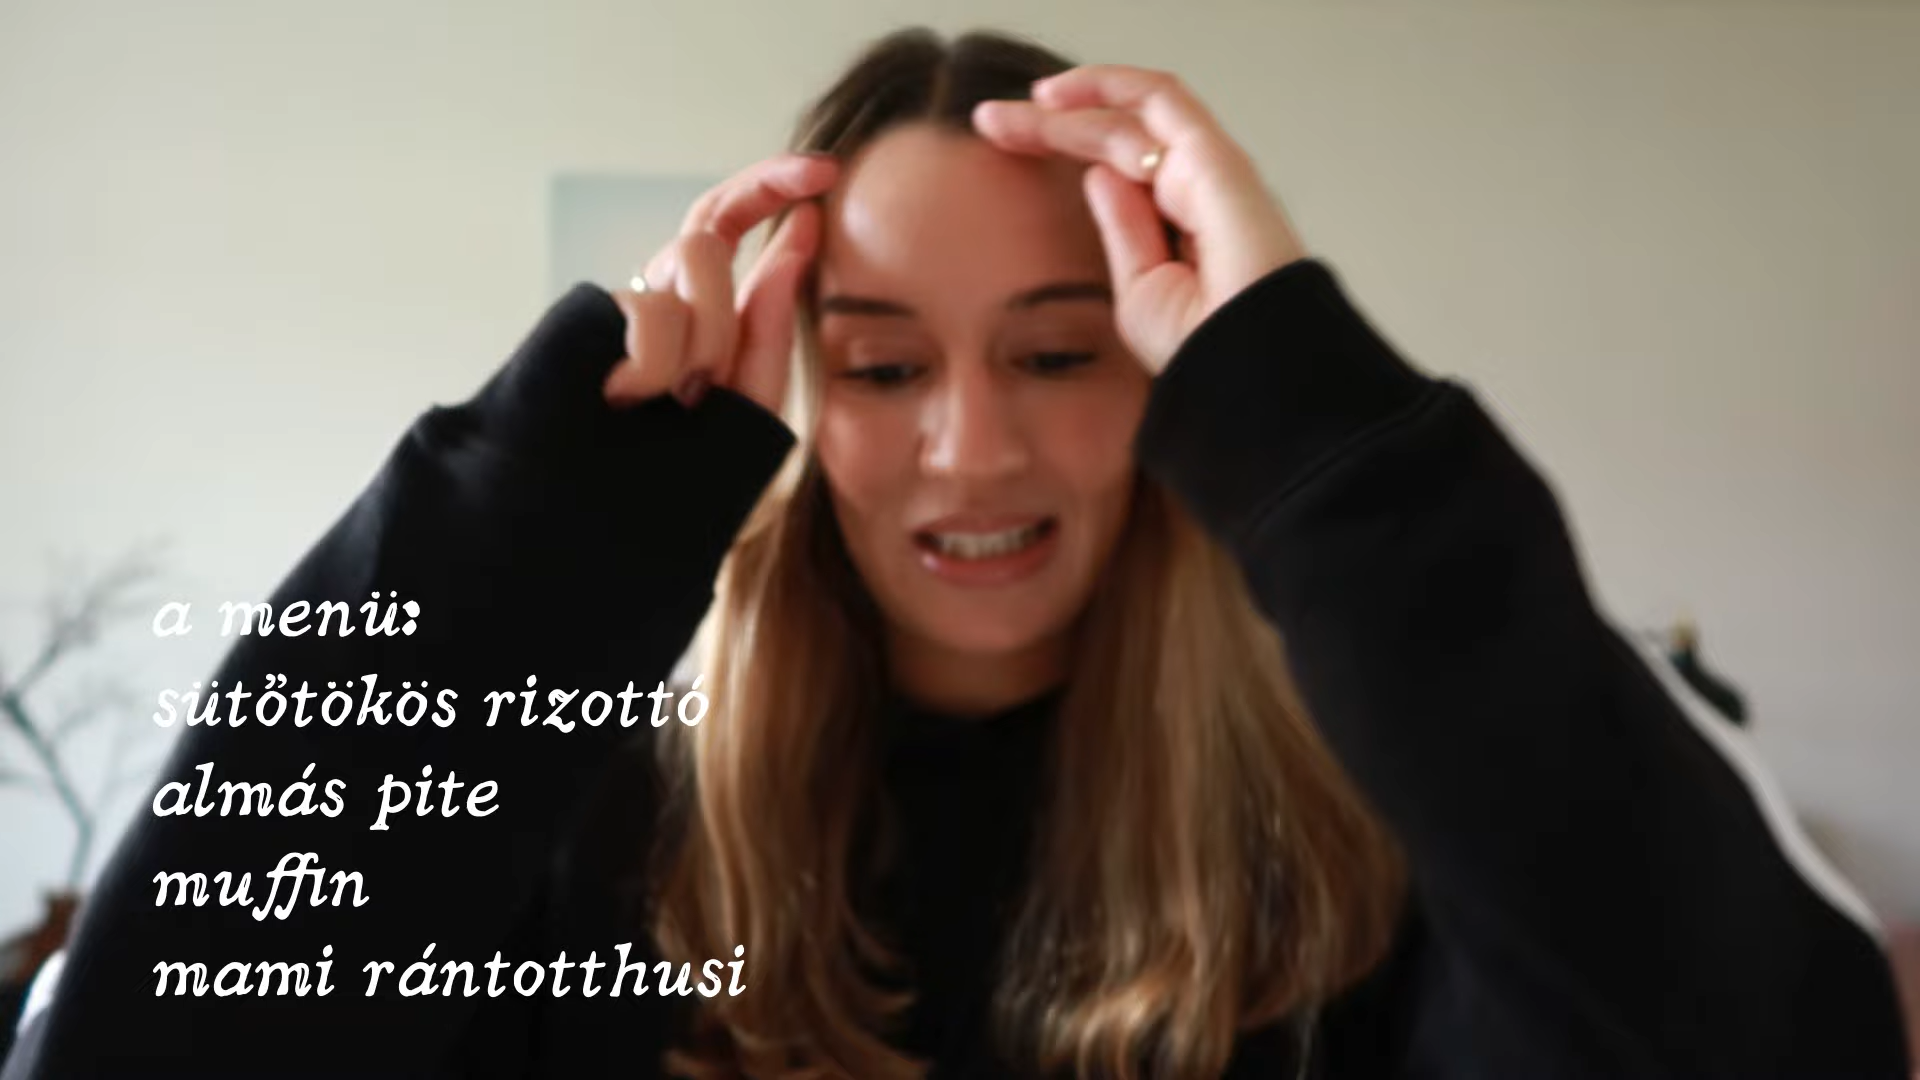 a menü:
sütőtökös rizottó
almás pite
muffin
mami rántotthusi